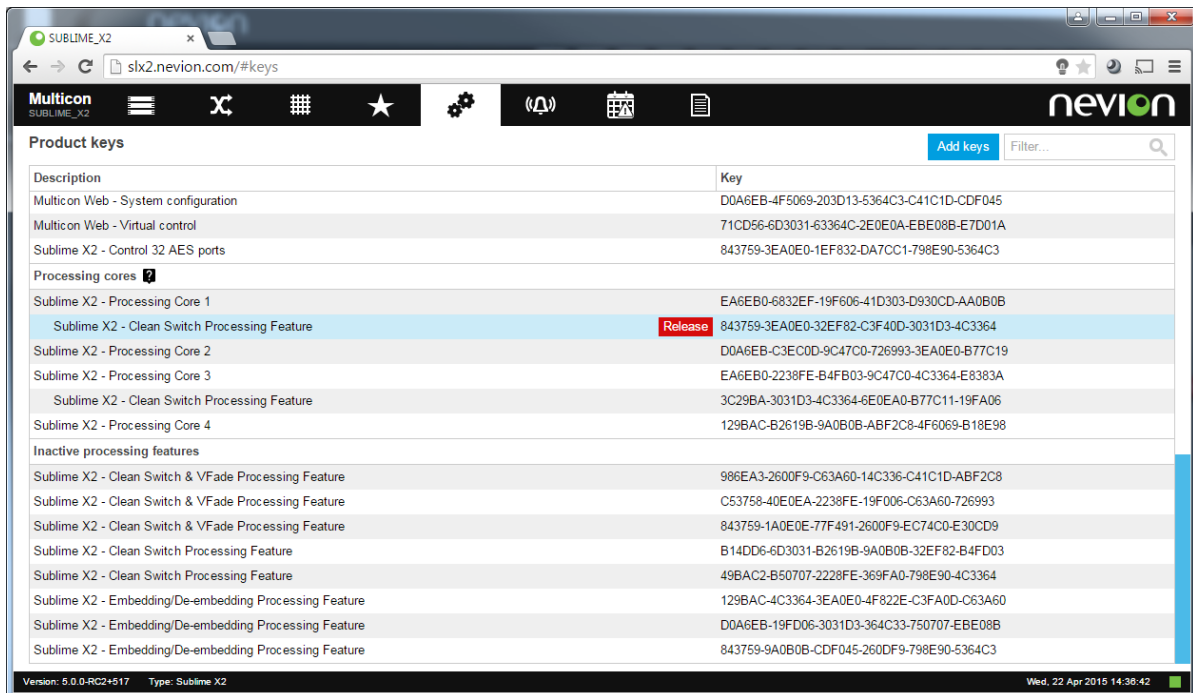 SUBLIME_X2
slx2.nevion.com/#keys
Multicon
SUBLIME_X2
nevion
Product keys
Add keys
Filter...
Description Key
Multicon Web - System configuration D0A6EB-4F5069-203D13-5364C3-C41C1D-CDF045
Multicon Web - Virtual control 71CD56-6D3031-63364C-2E0E0A-EBE08B-E7D01A
Sublime X2 - Control 32 AES ports 843759-3EA0E0-1EF832-DA7CC1-798E90-5364C3
Processing cores ?
Sublime X2 - Processing Core 1 EA6EB0-6832EF-19F606-41D303-D930CD-AA0B0B
Sublime X2 - Clean Switch Processing Feature Release 843759-3EA0E0-32EF82-C3F40D-3031D3-4C3364
Sublime X2 - Processing Core 2 D0A6EB-C3EC0D-9C47C0-726993-3EA0E0-B77C19
Sublime X2 - Processing Core 3 EA6EB0-2238FE-B4FB03-9C47C0-4C3364-E8383A
Sublime X2 - Clean Switch Processing Feature 3C29BA-3031D3-4C3364-6E0EA0-B77C11-19FA06
Sublime X2 - Processing Core 4 129BAC-B2619B-9A0B0B-ABF2C8-4F6069-B18E98
Inactive processing features
Sublime X2 - Clean Switch & VFade Processing Feature 986EA3-2600F9-C63A60-14C336-C41C1D-ABF2C8
Sublime X2 - Clean Switch & VFade Processing Feature C53758-40E0EA-2238FE-19F006-C63A60-726993
Sublime X2 - Clean Switch & VFade Processing Feature 843759-1A0E0E-77F491-2600F9-EC74C0-E30CD9
Sublime X2 - Clean Switch Processing Feature B14DD6-6D3031-B2619B-9A0B0B-32EF82-B4FD03
Sublime X2 - Clean Switch Processing Feature 49BAC2-B50707-2228FE-369FA0-798E90-4C3364
Sublime X2 - Embedding/De-embedding Processing Feature 129BAC-4C3364-3EA0E0-4F822E-C3FA0D-C63A60
Sublime X2 - Embedding/De-embedding Processing Feature D0A6EB-19FD06-3031D3-364C33-750707-EBE08B
Sublime X2 - Embedding/De-embedding Processing Feature 843759-9A0B0B-CDF045-260DF9-798E90-5364C3
Version: 5.0.0-RC2+517 Type: Sublime X2 Wed, 22 Apr 2015 14:36:42